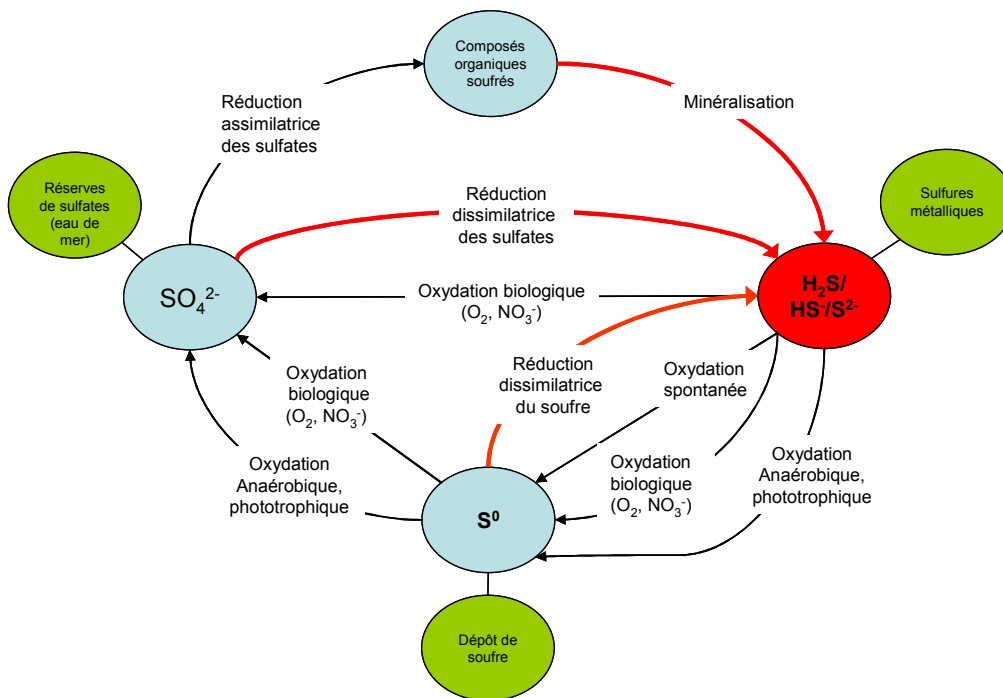 Composés
organiques
soufrés
Minéralisation
Réduction
assimilatrice
des sulfates
Réserves
de sulfates
(eau de
mer)
Réduction
dissimilatrice
des sulfates
Sulfures
métalliques
SO₄²⁻
H₂S/
HS⁻/S²⁻
Oxydation biologique
(O₂, NO₃⁻)
Oxydation
biologique
(O₂, NO₃⁻)
Réduction
dissimilatrice
du soufre
Oxydation
spontanée
Oxydation
Anaérobique,
phototrophique
Oxydation
biologique
(O₂, NO₃⁻)
Oxydation
Anaérobique,
phototrophique
S⁰
Dépôt de
soufre